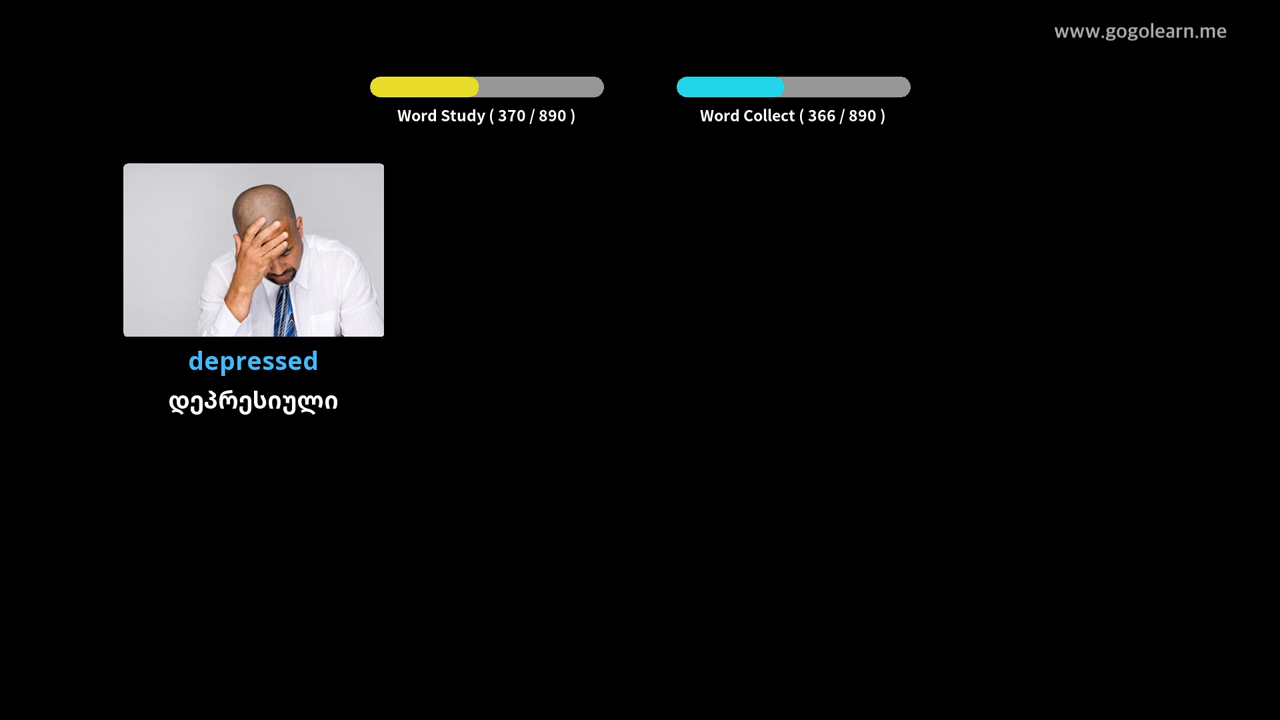 www.gogolearn.me
Word Study ( 370 / 890 )
Word Collect ( 366 / 890 )
depressed
დეპრესიული